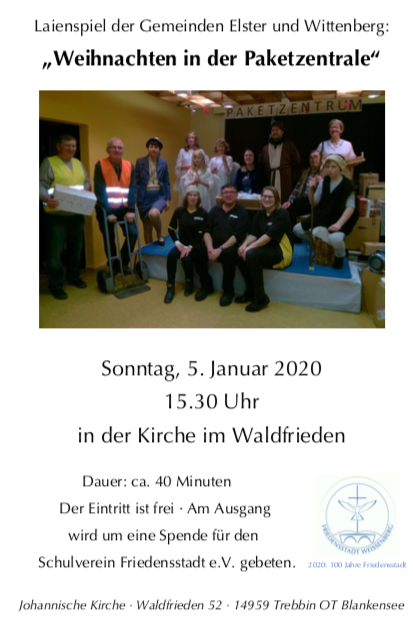 Laienspiel der Gemeinden Elster und Wittenberg:
„Weihnachten in der Paketzentrale“
PAKETZENTRUM
Sonntag, 5. Januar 2020
15.30 Uhr
in der Kirche im Waldfrieden
Dauer: ca. 40 Minuten
Der Eintritt ist frei · Am Ausgang
wird um eine Spende für den
Schulverein Friedensstadt e.V. gebeten.
FRIEDENSSTADT WEISSENBERG
2020: 100 Jahre Friedensstadt
Johannische Kirche · Waldfrieden 52 · 14959 Trebbin OT Blankensee